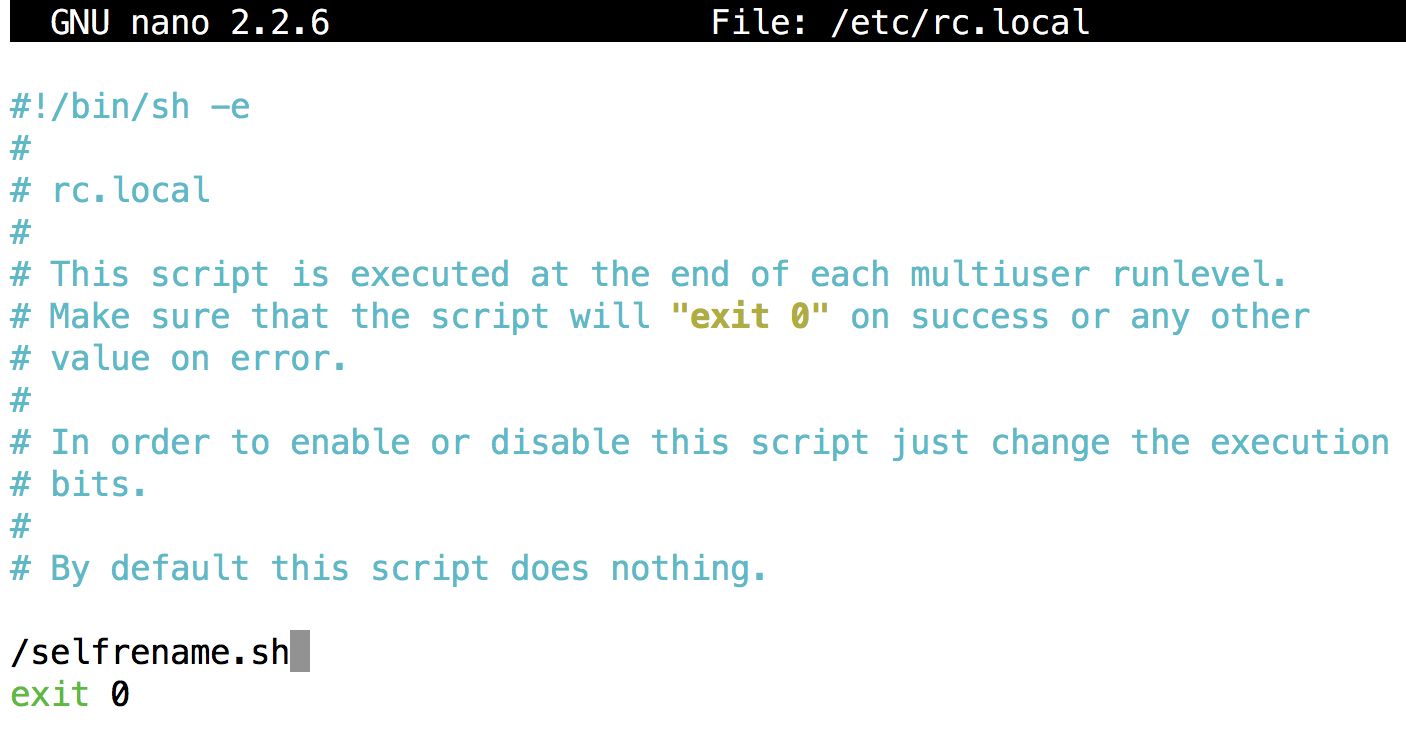 GNU nano 2.2.6 File: /etc/rc.local
#!/bin/sh -e
#
# rc.local
#
# This script is executed at the end of each multiuser runlevel.
# Make sure that the script will "exit 0" on success or any other
# value on error.
#
# In order to enable or disable this script just change the execution
# bits.
#
# By default this script does nothing.
/selfrename.sh
exit 0